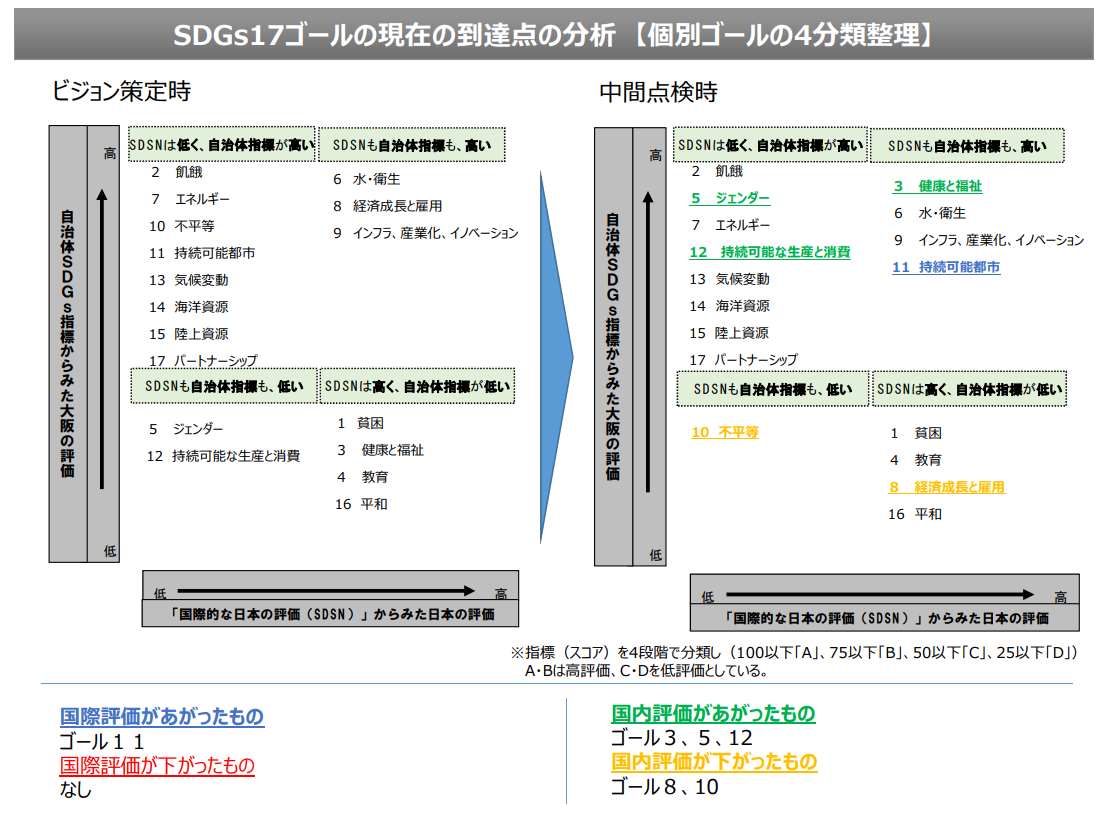 SDGs17ゴールの現在の到達点の分析 【個別ゴールの4分類整理】
ビジョン策定時
自治体SDGs指標からみた大阪の評価
高
低
SDSNは低く、自治体指標が高い
2 飢餓
7 エネルギー
10 不平等
11 持続可能都市
13 気候変動
14 海洋資源
15 陸上資源
17 パートナーシップ
SDSNも自治体指標も、高い
6 水・衛生
8 経済成長と雇用
9 インフラ、産業化、イノベーション
SDSNも自治体指標も、低い
5 ジェンダー
12 持続可能な生産と消費
SDSNは高く、自治体指標が低い
1 貧困
3 健康と福祉
4 教育
16 平和
低 高
「国際的な日本の評価（SDSN）」からみた日本の評価
中間点検時
自治体SDGs指標からみた大阪の評価
高
低
SDSNは低く、自治体指標が高い
2 飢餓
5 ジェンダー
7 エネルギー
12 持続可能な生産と消費
13 気候変動
14 海洋資源
15 陸上資源
17 パートナーシップ
SDSNも自治体指標も、高い
3 健康と福祉
6 水・衛生
9 インフラ、産業化、イノベーション
11 持続可能都市
SDSNも自治体指標も、低い
10 不平等
SDSNは高く、自治体指標が低い
1 貧困
4 教育
8 経済成長と雇用
16 平和
低 高
「国際的な日本の評価（SDSN）」からみた日本の評価
※指標（スコア）を4段階で分類し（100以下「A」、75以下「B」、50以下「C」、25以下「D」）
A・Bは高評価、C・Dを低評価としている。
国際評価があがったもの
ゴール１１
国際評価が下がったもの
なし
国内評価があがったもの
ゴール３、５、12
国内評価が下がったもの
ゴール８、10